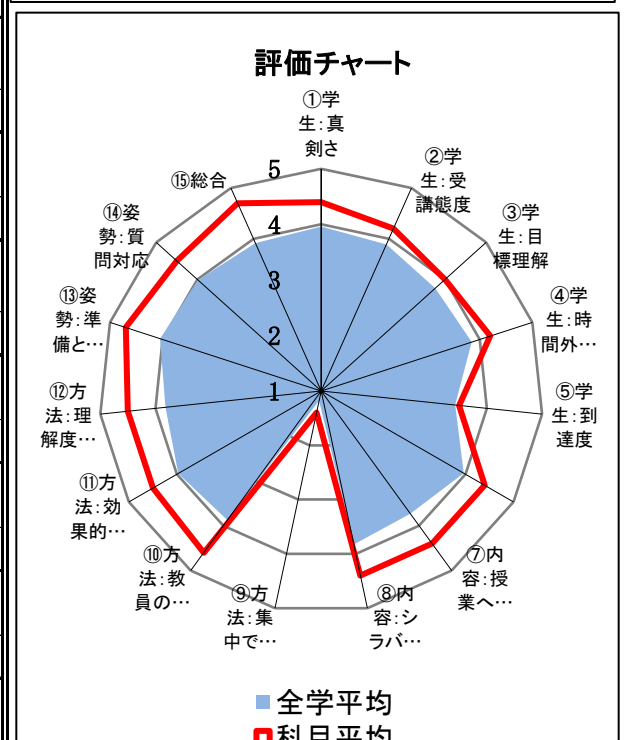 評価チャート
①学
生:真
剣さ
②学
生:受
講態度
③学
生:目
標理解
④学
生:時
間外…
⑤学
生:到
達度
⑦内
容:授
業へ…
⑧内
容:シ
ラバ…
⑨方
法:集
中で…
⑩方
法:教
員の…
⑪方
法:効
果的…
⑫方
法:理
解度…
⑬姿
勢:準
備と…
⑭姿
勢:質
問対応
⑮総合
5
4
3
2
1
全学平均
科目平均